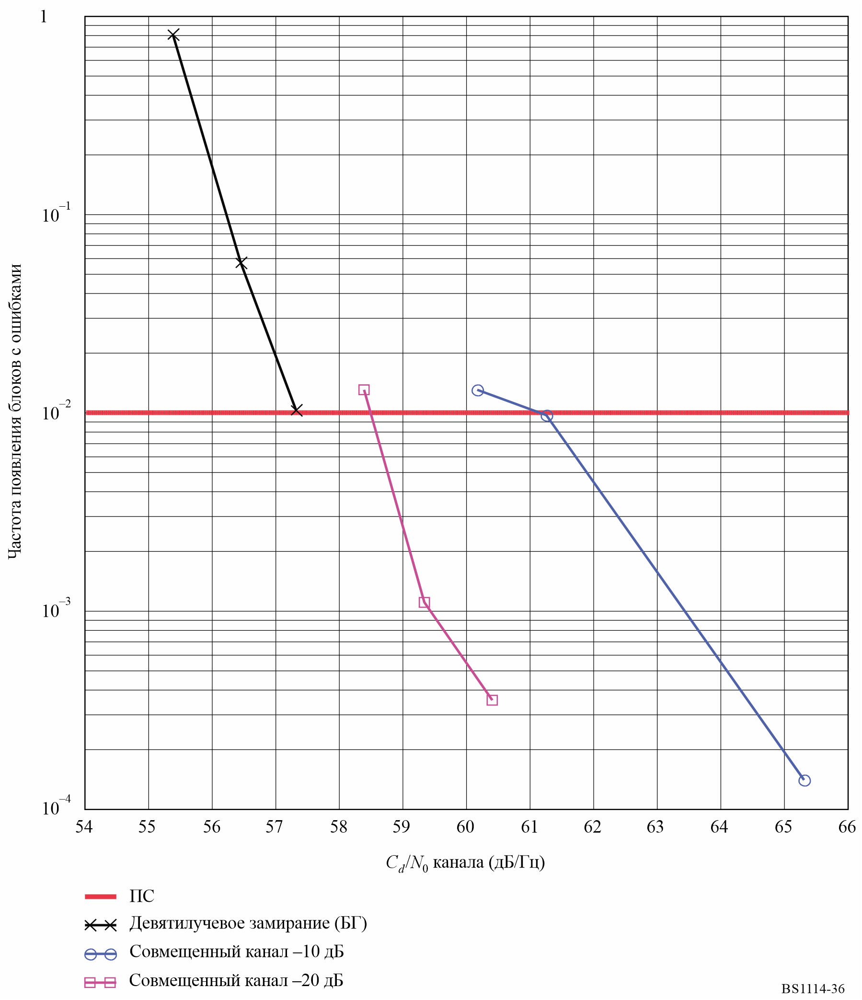 1
10–1
10–2
10–3
10–4
Частота появления блоков с ошибками
54 55 56 57 58 59 60 61 62 63 64 65 66
Cd/N0 канала (дБ/Гц)
ПС
Девятилучевое замирание (БГ)
Совмещенный канал –10 дБ
Совмещенный канал –20 дБ
BS1114-36